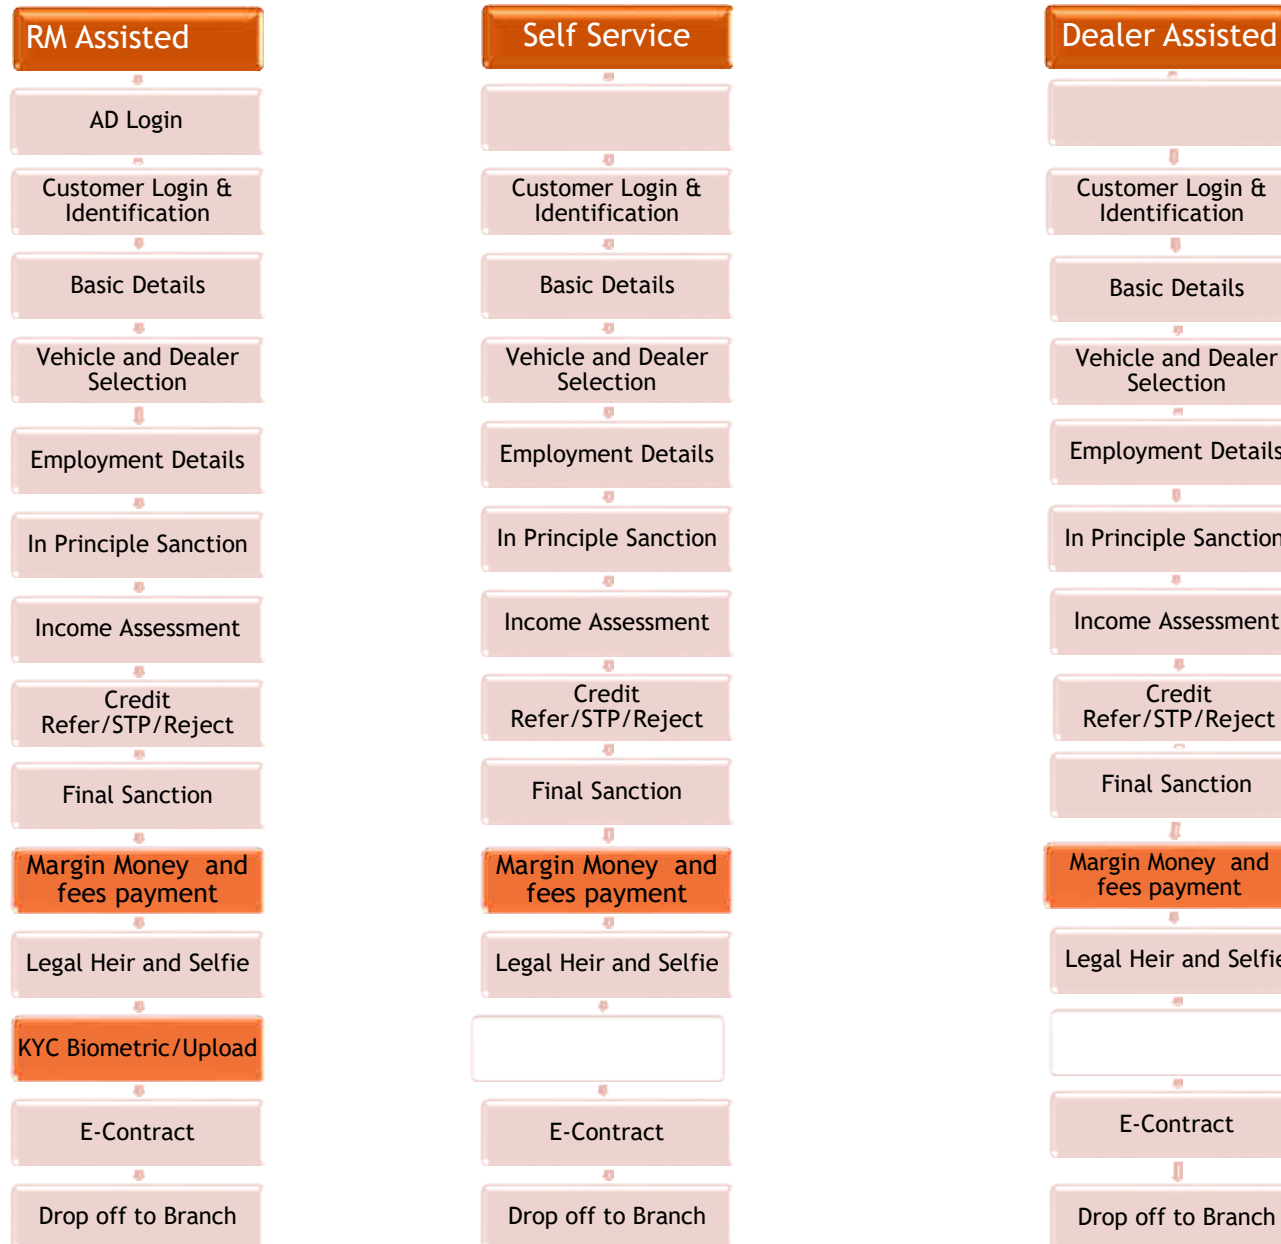 RM Assisted
AD Login
Customer Login &
Identification
Basic Details
Vehicle and Dealer
Selection
Employment Details
In Principle Sanction
Income Assessment
Credit
Refer/STP/Reject
Final Sanction
Margin Money and
fees payment
Legal Heir and Selfie
KYC Biometric/Upload
E-Contract
Drop off to Branch
Self Service
Customer Login &
Identification
Basic Details
Vehicle and Dealer
Selection
Employment Details
In Principle Sanction
Income Assessment
Credit
Refer/STP/Reject
Final Sanction
Margin Money and
fees payment
Legal Heir and Selfie
E-Contract
Drop off to Branch
Dealer Assisted
Customer Login &
Identification
Basic Details
Vehicle and Dealer
Selection
Employment Details
In Principle Sanction
Income Assessment
Credit
Refer/STP/Reject
Final Sanction
Margin Money and
fees payment
Legal Heir and Selfie
E-Contract
Drop off to Branch